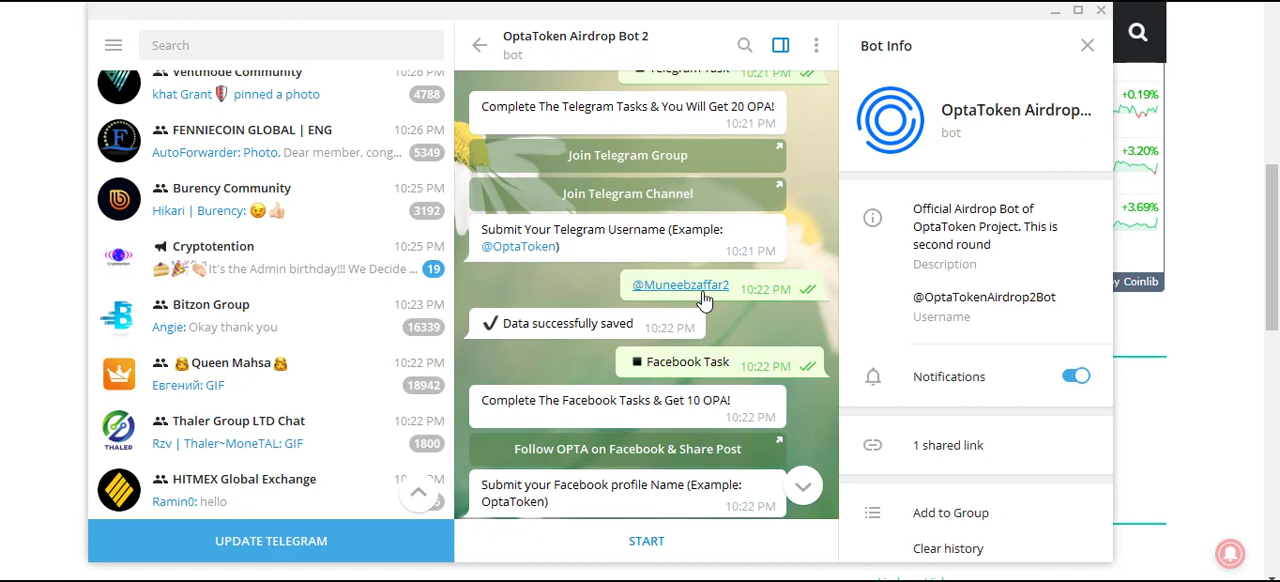 Search
Ventmode Community 10:28 PM
khat Grant🛡️ pinned a photo 4788
FENNIECOIN GLOBAL | ENG 10:26 PM
AutoForwarder: Photo, Dear member, cong... 5349
Burency Community 10:25 PM
Hikari | Burency: 😉👍🏻 3192
Cryptotention 10:25 PM
🍰🎉👏🏻It's the Admin birthday!!! We Decide ... 19
Bitzon Group 10:23 PM
Angie: Okay thank you 16339
👸Queen Mahsa👸 10:22 PM
Евгений: GIF 18942
Thaler Group LTD Chat 10:22 PM
Rzv | Thaler~MoneTAL: GIF 1800
THALER
HITMEX Global Exchange
Ramin0: hello
UPDATE TELEGRAM
OptaToken Airdrop Bot 2
bot
Telegram Task 10:21 PM
Complete The Telegram Tasks & You Will Get 20 OPA!
10:21 PM
Join Telegram Group
Join Telegram Channel
Submit Your Telegram Username (Example:
@OptaToken) 10:21 PM
@Muneebzaffar2 10:22 PM
✔️ Data successfully saved 10:22 PM
◾ Facebook Task 10:22 PM
Complete The Facebook Tasks & Get 10 OPA!
10:22 PM
Follow OPTA on Facebook & Share Post
Submit your Facebook profile Name (Example:
OptaToken) 10:22 PM
START
Bot Info
OptaToken Airdrop...
bot
Official Airdrop Bot of
OptaToken Project. This is
second round
Description
@OptaTokenAirdrop2Bot
Username
Notifications
1 shared link
Add to Group
Clear history
+0.19%
+3.20%
+3.69%
y Coinlib